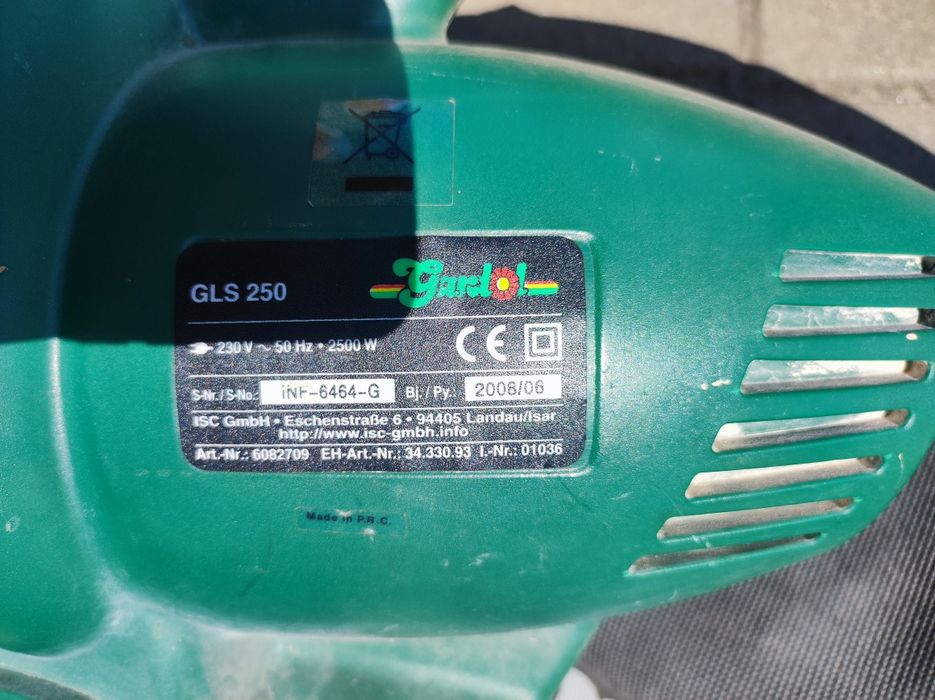 GLS 250
Gardol
230 V ~ 50 Hz • 2500 W
CE
S-Nr./S-No.: INF-6464-G Bj./Py.: 2008/06
ISC GmbH • Eschenstraße 6 • 94405 Landau/Isar
http://www.isc-gmbh.info
Art.-Nr.: 6082709 EH-Art.-Nr.: 34.330.93 I.-Nr.: 01036
Made in P.R.C.